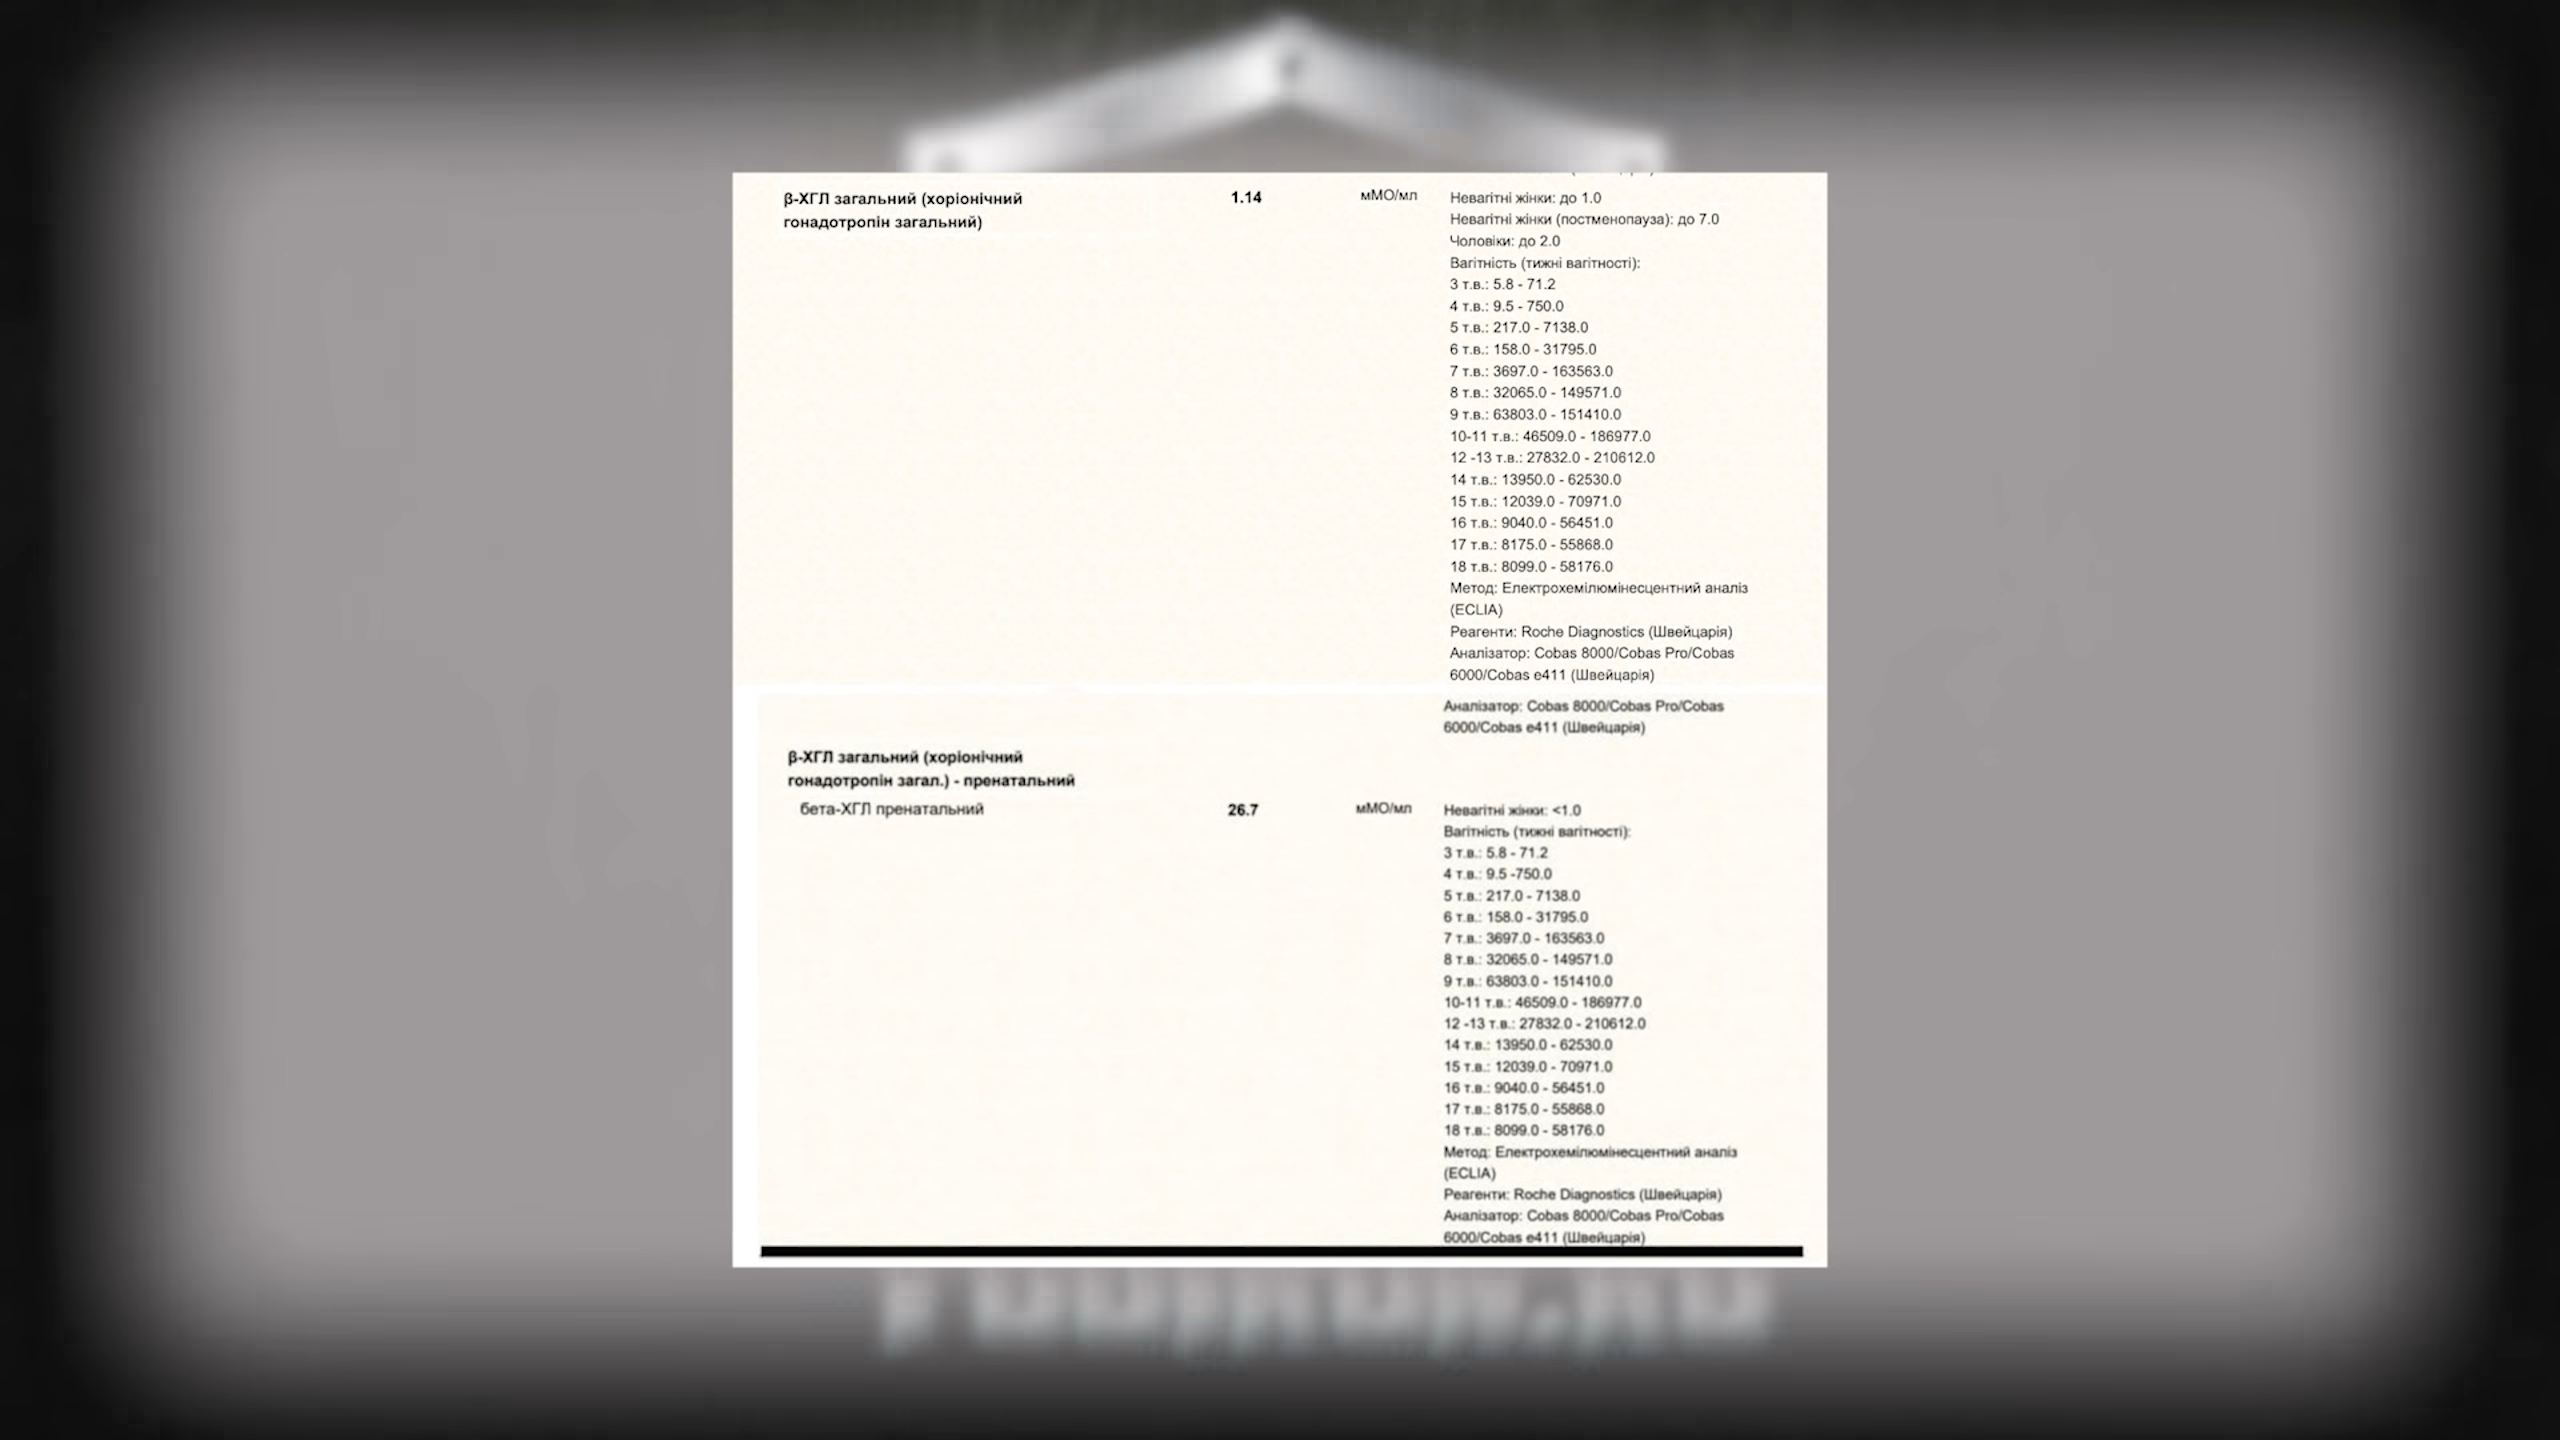 β-ХГЛ загальний (хоріонічний
гонадотропін загальний)
1.14
мМО/мл
Невагітні жінки: до 1.0
Невагітні жінки (постменопауза): до 7.0
Чоловіки: до 2.0
Вагітність (тижні вагітності):
3 т.в.: 5.8 - 71.2
4 т.в.: 9.5 - 750.0
5 т.в.: 217.0 - 7138.0
6 т.в.: 158.0 - 31795.0
7 т.в.: 3697.0 - 163563.0
8 т.в.: 32065.0 - 149571.0
9 т.в.: 63803.0 - 151410.0
10-11 т.в.: 46509.0 - 186977.0
12 -13 т.в.: 27832.0 - 210612.0
14 т.в.: 13950.0 - 62530.0
15 т.в.: 12039.0 - 70971.0
16 т.в.: 9040.0 - 56451.0
17 т.в.: 8175.0 - 55868.0
18 т.в.: 8099.0 - 58176.0
Метод: Електрохемілюмінесцентний аналіз
(ECLIA)
Реагенти: Roche Diagnostics (Швейцарія)
Аналізатор: Cobas 8000/Cobas Pro/Cobas
6000/Cobas e411 (Швейцарія)
Аналізатор: Cobas 8000/Cobas Pro/Cobas
6000/Cobas e411 (Швейцарія)
β-ХГЛ загальний (хоріонічний
гонадотропін загал.) - пренатальний
бета-ХГЛ пренатальний
26.7
мМО/мл
Невагітні жінки: <1.0
Вагітність (тижні вагітності):
3 т.в.: 5.8 - 71.2
4 т.в.: 9.5 -750.0
5 т.в.: 217.0 - 7138.0
6 т.в.: 158.0 - 31795.0
7 т.в.: 3697.0 - 163563.0
8 т.в.: 32065.0 - 149571.0
9 т.в.: 63803.0 - 151410.0
10-11 т.в.: 46509.0 - 186977.0
12 -13 т.в.: 27832.0 - 210612.0
14 т.в.: 13950.0 - 62530.0
15 т.в.: 12039.0 - 70971.0
16 т.в.: 9040.0 - 56451.0
17 т.в.: 8175.0 - 55868.0
18 т.в.: 8099.0 - 58176.0
Метод: Електрохемілюмінесцентний аналіз
(ECLIA)
Реагенти: Roche Diagnostics (Швейцарія)
Аналізатор: Cobas 8000/Cobas Pro/Cobas
6000/Cobas e411 (Швейцарія)